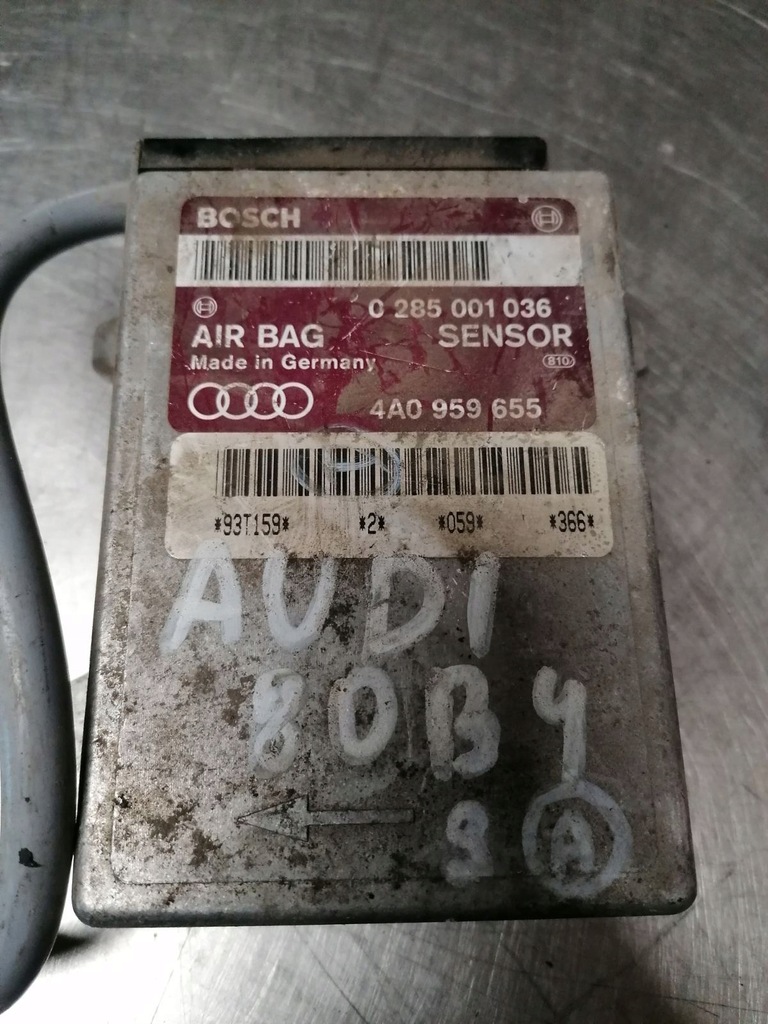 BOSCH
0 285 001 036
AIR BAG SENSOR
Made in Germany 810
4A0 959 655
*93T159* *2* *059* *366*
AUDI
80B4
S A